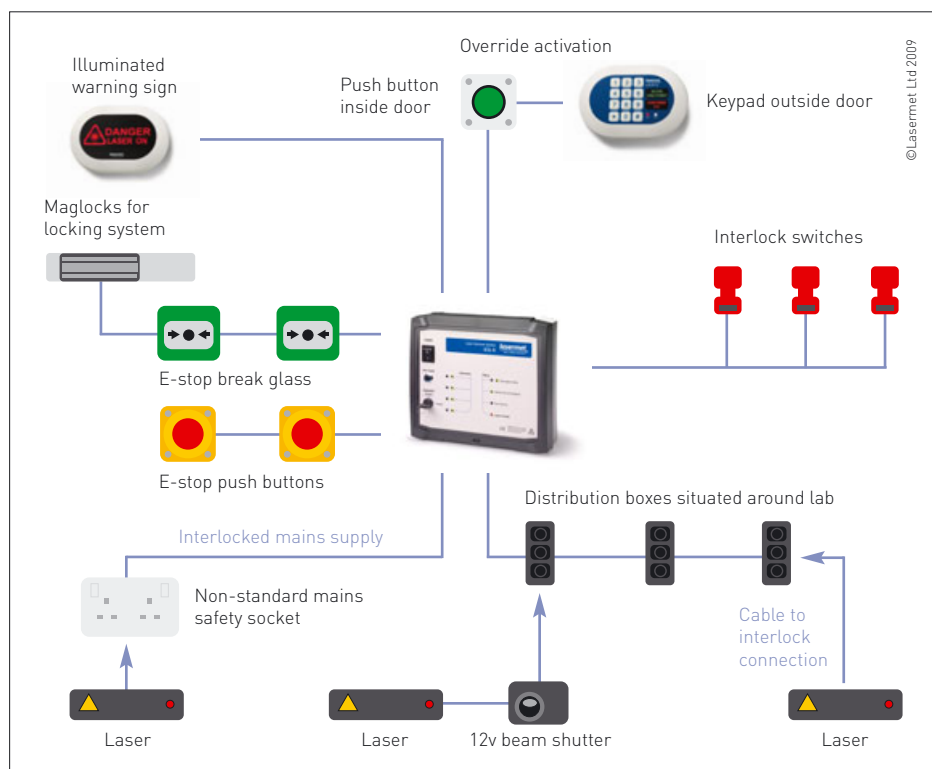 Override activation
Illuminated
warning sign
Push button
inside door
Keypad outside door
©Lasermet Ltd 2009
DANGER
LASER ON
Maglocks for
locking system
Interlock switches
lasermet
E-stop break glass
E-stop push buttons
Distribution boxes situated around lab
Interlocked mains supply
Non-standard mains
safety socket
Cable to
interlock
connection
Laser
Laser
12v beam shutter
Laser